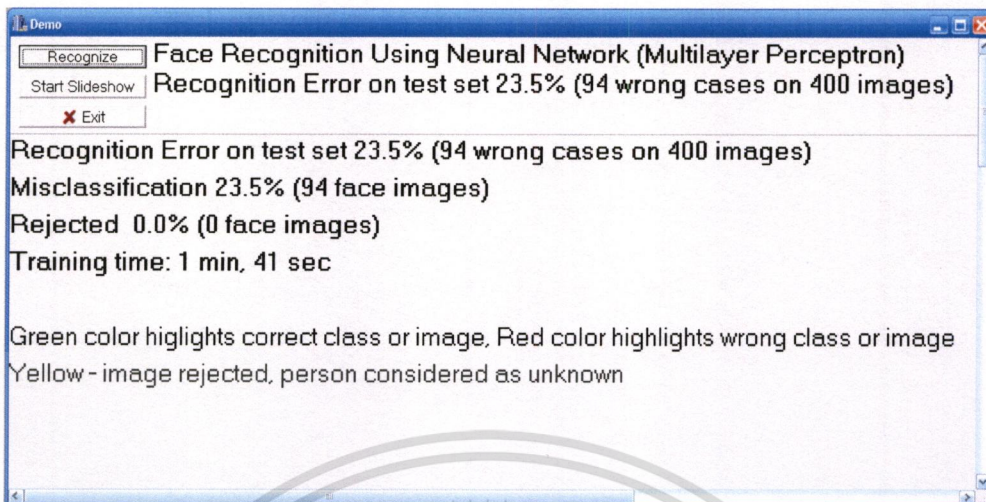 Demo
Recognize
Face Recognition Using Neural Network (Multilayer Perceptron)
Start Slideshow
Recognition Error on test set 23.5% (94 wrong cases on 400 images)
Exit
Recognition Error on test set 23.5% (94 wrong cases on 400 images)
Misclassification 23.5% (94 face images)
Rejected 0.0% (0 face images)
Training time: 1 min, 41 sec
Green color higlights correct class or image, Red color highlights wrong class or image
Yellow - image rejected, person considered as unknown